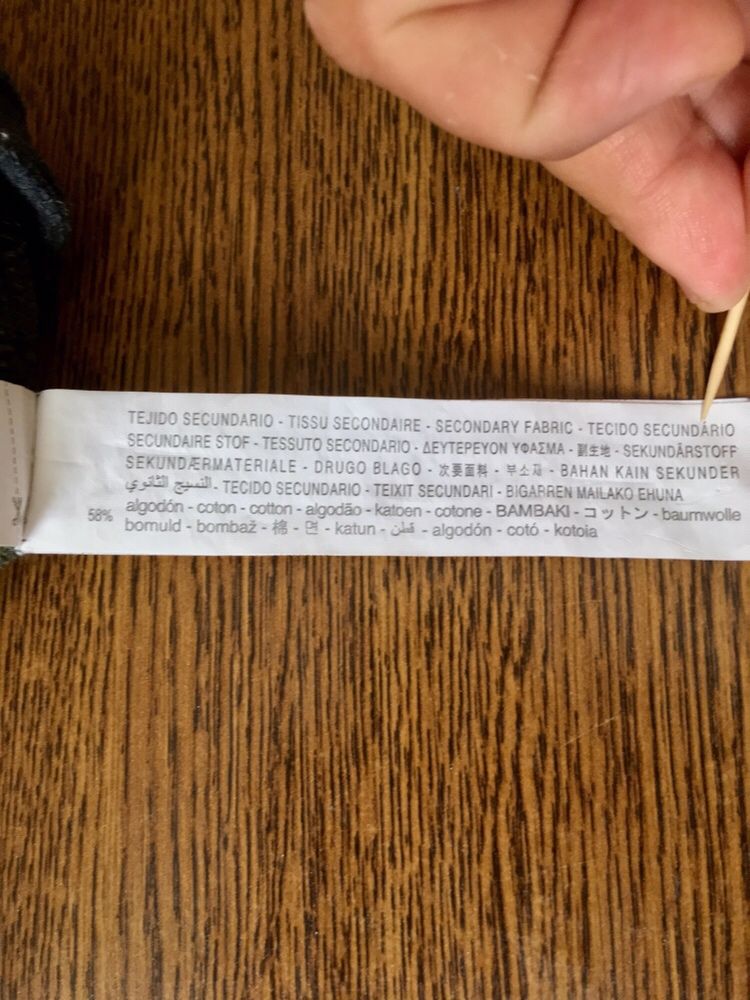 TEJIDO SECUNDARIO - TISSU SECONDAIRE - SECONDARY FABRIC - TECIDO SECUNDÁRIO
SECUNDAIRE STOF - TESSUTO SECONDARIO - ΔΕΥΤΕΡΕΥΟΝ ΥΦΑΣΜΑ - 副生地 - SEKUNDÄRSTOFF
SEKUNDÆRMATERIALE - DRUGO BLAGO - 次要面料 - 부소재 - BAHAN KAIN SEKUNDER
النسيج الثانوي - TECIDO SECUNDARIO - TEIXIT SECUNDARI - BIGARREN MAILAKO EHUNA
58% algodón - coton - cotton - algodão - katoen - cotone - BAMBAKI - コットン - baumwolle
bomuld - bombaž - 棉 - 면 - katun - قطن - algodón - cotó - kotoia